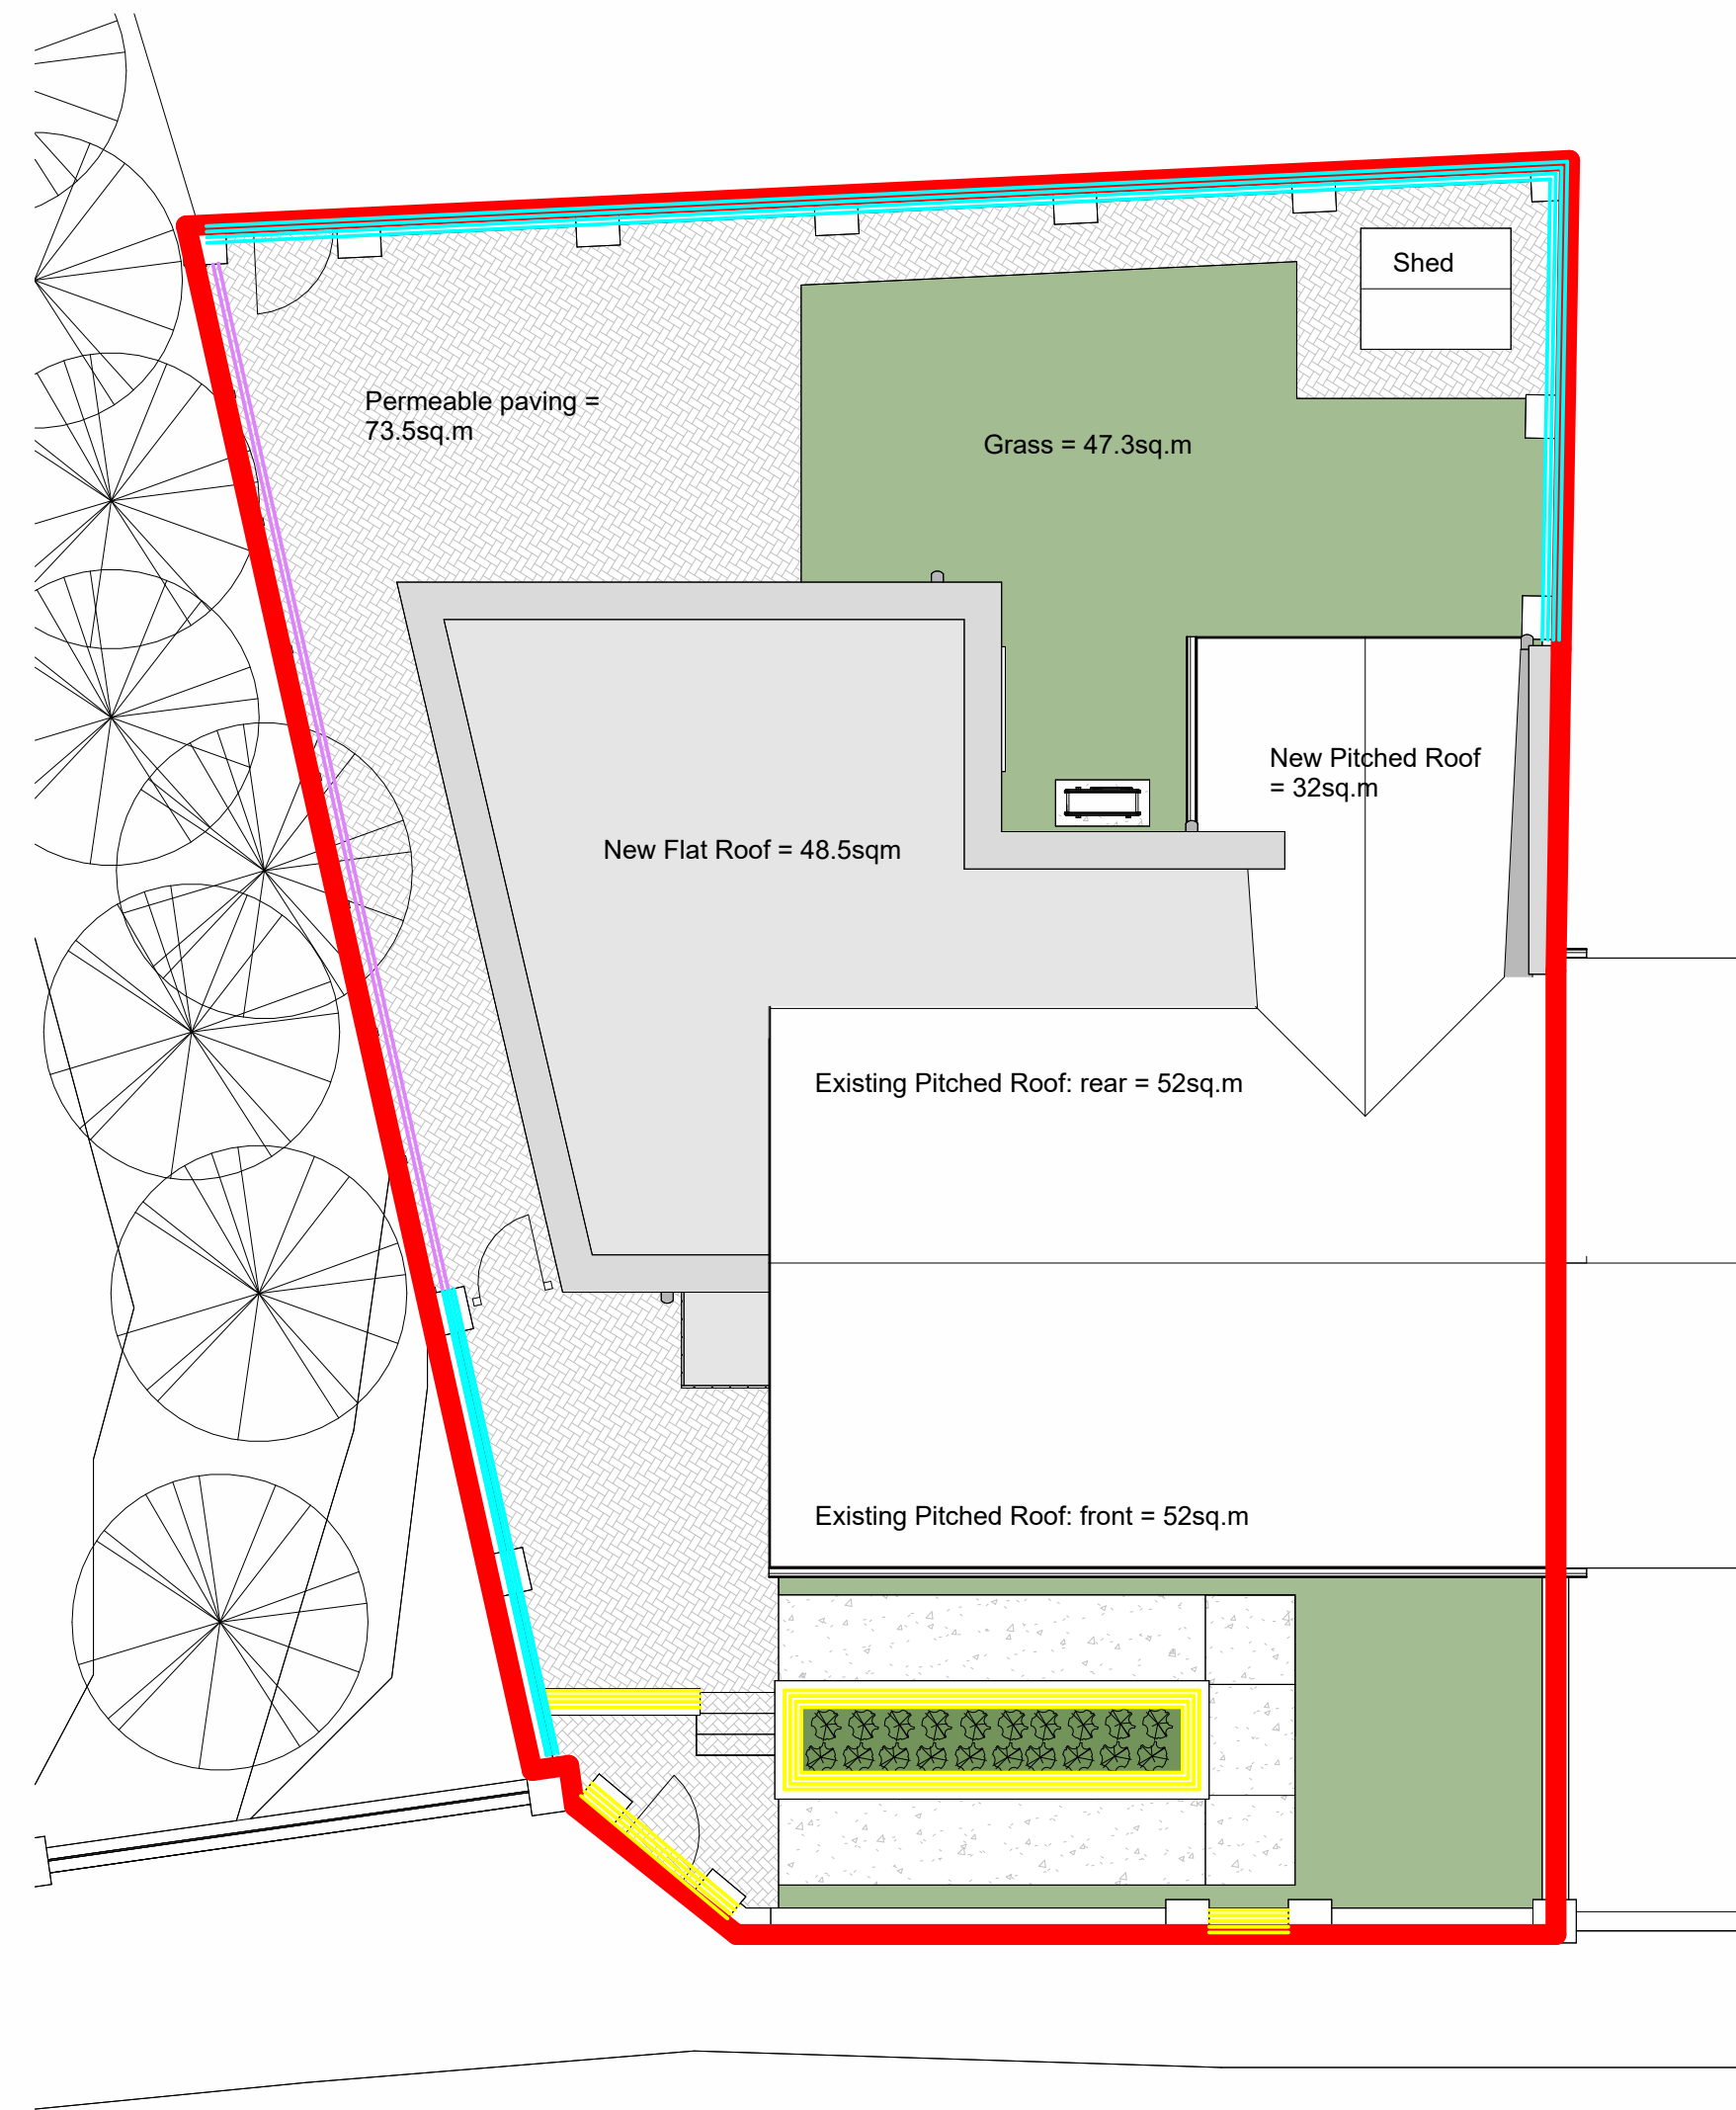 Shed
Permeable paving =
73.5sq.m
Grass = 47.3sq.m
New Pitched Roof
= 32sq.m
New Flat Roof = 48.5sqm
Existing Pitched Roof: rear = 52sq.m
Existing Pitched Roof: front = 52sq.m